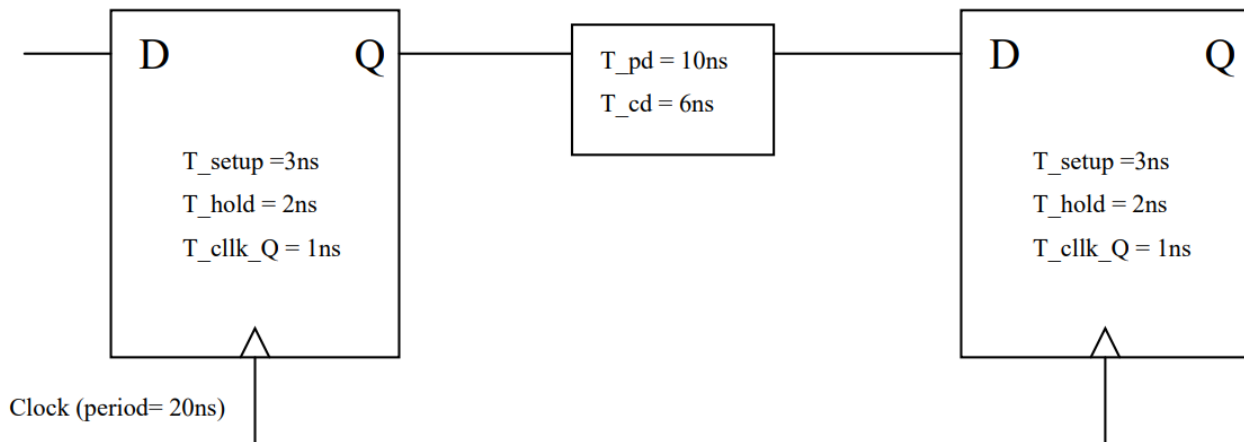 D Q
T_setup =3ns
T_hold = 2ns
T_cllk_Q = 1ns
Clock (period= 20ns)
T_pd = 10ns
T_cd = 6ns
D Q
T_setup =3ns
T_hold = 2ns
T_cllk_Q = 1ns